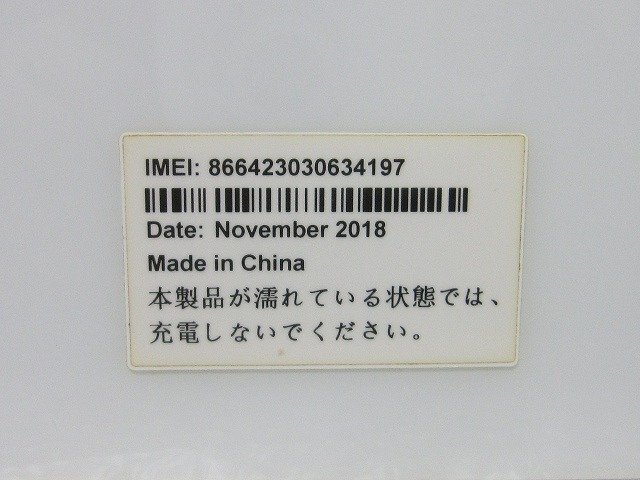 IMEI: 866423030634197
Date: November 2018
Made in China
本製品が濡れている状態では、
充電しないでください。